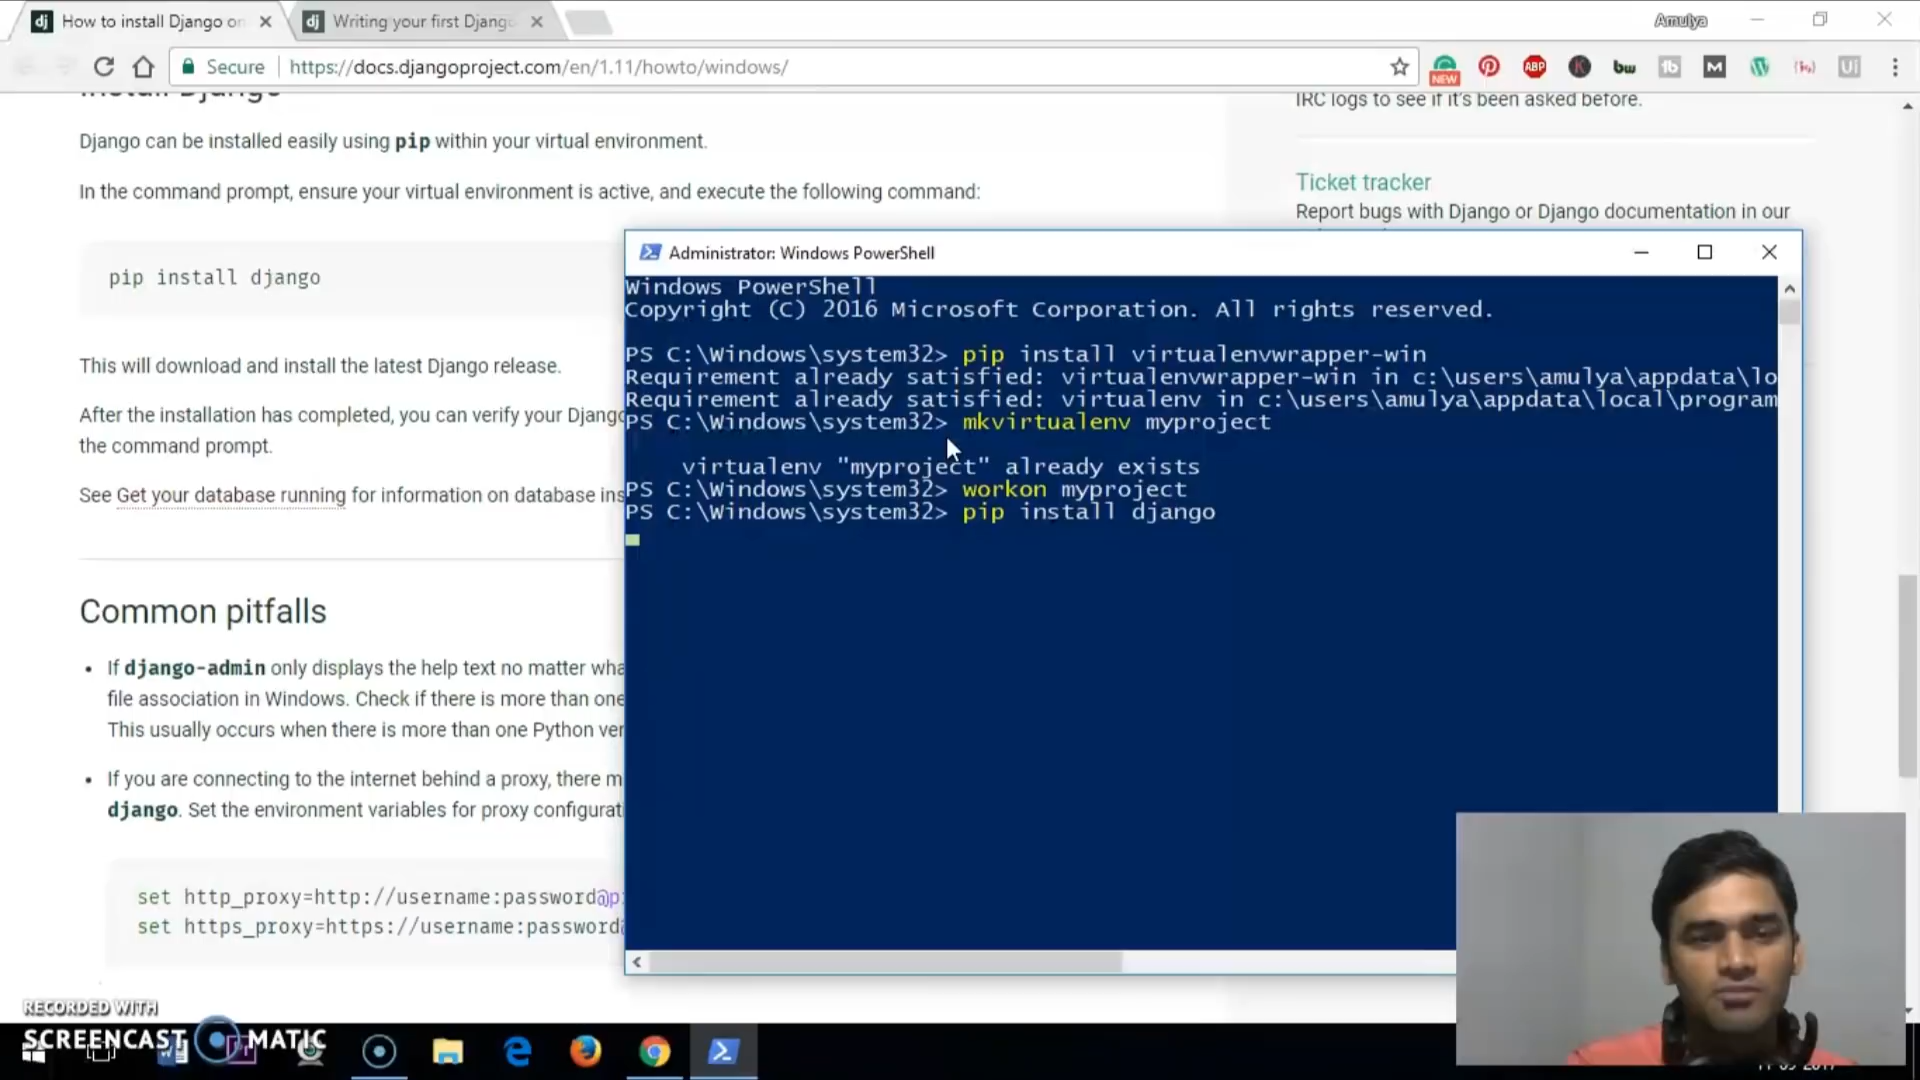 How to install Django on
Writing your first Django
Amulya
Secure
https://docs.djangoproject.com/en/1.11/howto/windows/
NEW
ABP
K
bw
M
Ui
Install Django
Django can be installed easily using pip within your virtual environment.
In the command prompt, ensure your virtual environment is active, and execute the following command:
pip install django
This will download and install the latest Django release.
After the installation has completed, you can verify your Django
the command prompt.
See Get your database running for information on database ins
Common pitfalls
If django-admin only displays the help text no matter wha
file association in Windows. Check if there is more than one
This usually occurs when there is more than one Python ver
If you are connecting to the internet behind a proxy, there m
django. Set the environment variables for proxy configurati
set http_proxy=http://username:password@p
set https_proxy=https://username:password@
IRC logs to see if it's been asked before.
Ticket tracker
Report bugs with Django or Django documentation in our
Administrator: Windows PowerShell
Windows PowerShell
Copyright (C) 2016 Microsoft Corporation. All rights reserved.
PS C:\Windows\system32> pip install virtualenvwrapper-win
Requirement already satisfied: virtualenvwrapper-win in c:\users\amulya\appdata\lo
Requirement already satisfied: virtualenv in c:\users\amulya\appdata\local\program
PS C:\Windows\system32> mkvirtualenv myproject
virtualenv "myproject" already exists
PS C:\Windows\system32> workon myproject
PS C:\Windows\system32> pip install django
RECORDED WITH
SCREENCAST MATIC